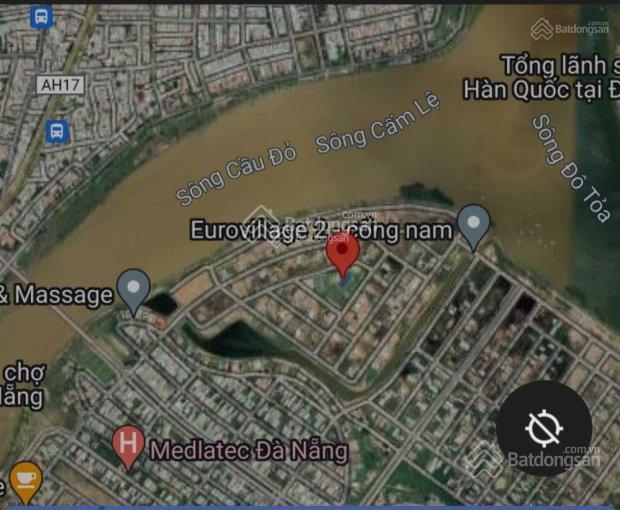 .com.vn
Batdongsan
Tổng lãnh s
Hàn Quốc tại Đ
AH17
Sông Cẩm Lệ
Sông Cầu Đỏ
Sông Đô Tỏa
.com.vn
Batdongsan
Eurovillage 2 - cổng nam
& Massage
chợ
Nẵng
H
Medlatec Đà Nẵng
.com.vn
Batdongsan
e